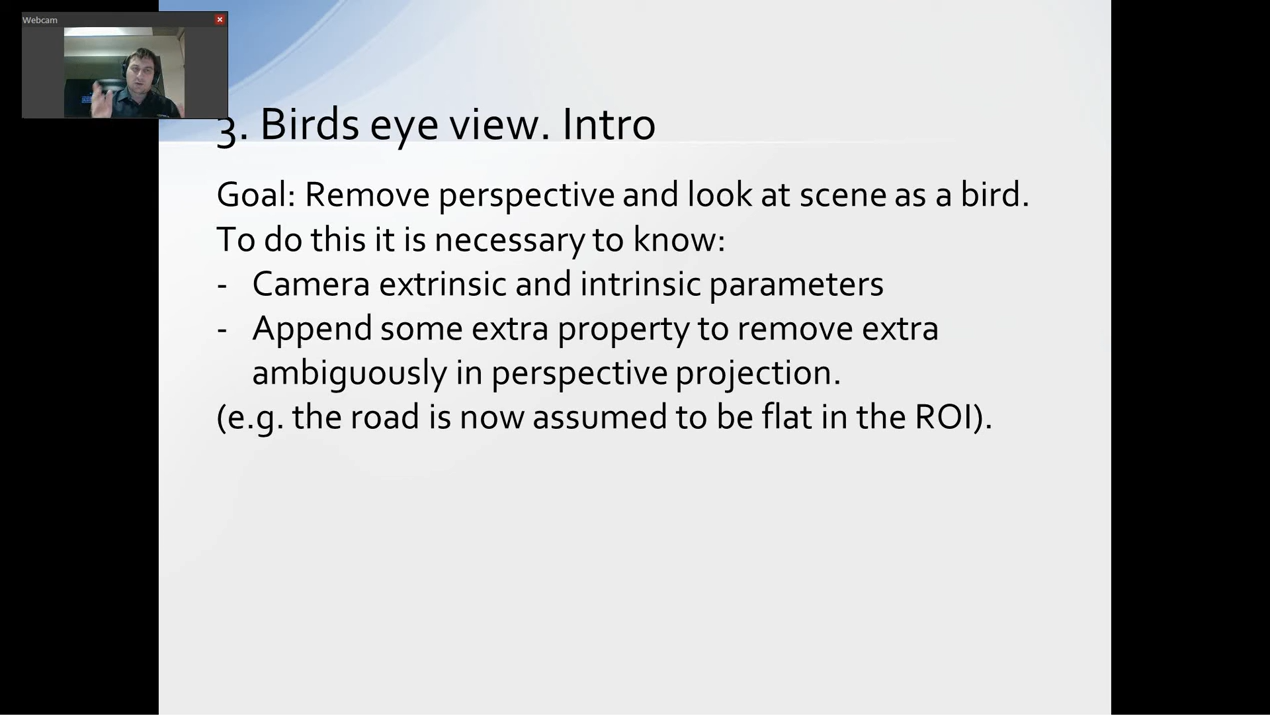 Webcam
3. Birds eye view. Intro
Goal: Remove perspective and look at scene as a bird.
To do this it is necessary to know:
- Camera extrinsic and intrinsic parameters
- Append some extra property to remove extra
ambiguously in perspective projection.
(e.g. the road is now assumed to be flat in the ROI).